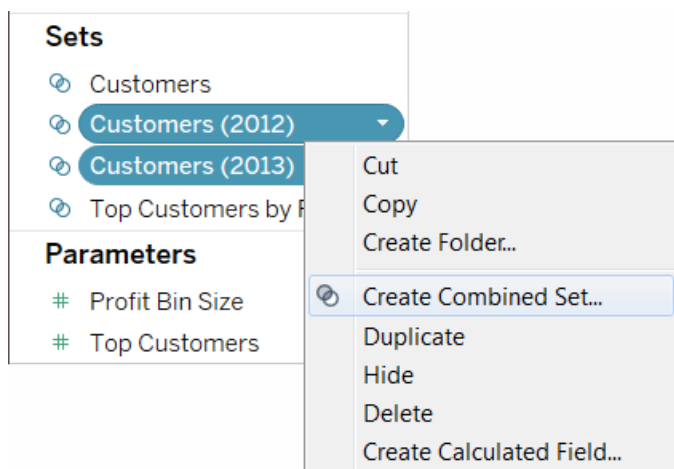 Sets
Customers
Customers (2012)
Customers (2013)
Top Customers by
Parameters
# Profit Bin Size
# Top Customers
Cut
Copy
Create Folder...
Create Combined Set...
Duplicate
Hide
Delete
Create Calculated Field...